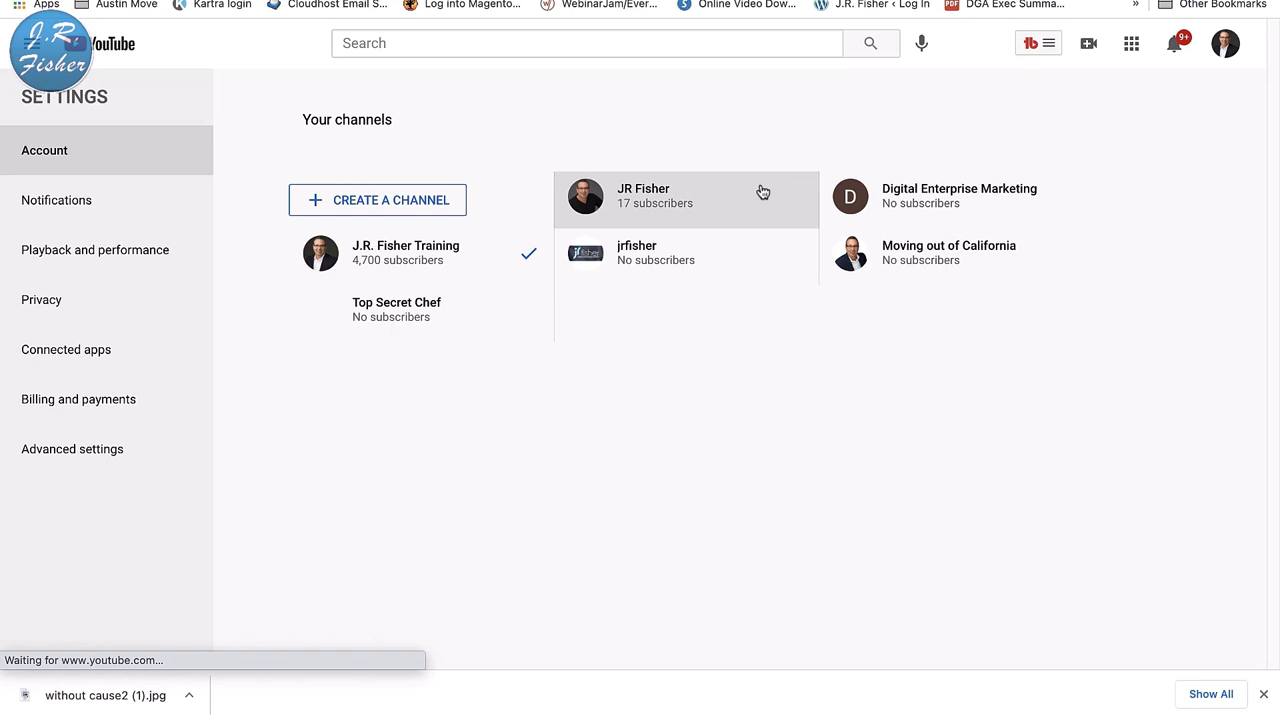 Apps Austin Move Kartra login Cloudhost Email S... Log into Magento... WebinarJam/Ever... Online Video Dow... J.R. Fisher ‹ Log In PDF DGA Exec Summa... » Other Bookmarks
J.R
Fisher
YouTube
Search
9+
SETTINGS
Account
Notifications
Playback and performance
Privacy
Connected apps
Billing and payments
Advanced settings
Your channels
+ CREATE A CHANNEL
J.R. Fisher Training
4,700 subscribers
Top Secret Chef
No subscribers
JR Fisher
17 subscribers
jrfisher
No subscribers
D
Digital Enterprise Marketing
No subscribers
Moving out of California
No subscribers
Waiting for www.youtube.com...
without cause2 (1).jpg
Show All